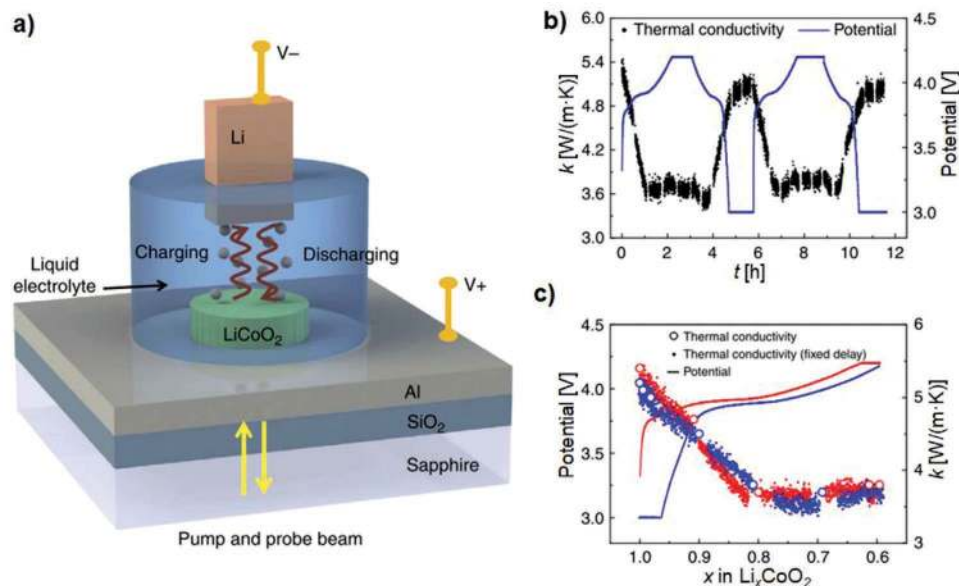 a)
V−
Li
Charging
Discharging
Liquid
electrolyte
V+
LiCoO₂
Al
SiO₂
Sapphire
Pump and probe beam
b)
Thermal conductivity
Potential
k [W/(m·K)]
6.0
5.4
4.8
4.2
3.6
3.0
Potential [V]
4.5
4.0
3.5
3.0
0 2 4 6 8 10 12
t [h]
c)
Thermal conductivity
Thermal conductivity (fixed delay)
Potential
Potential [V]
4.5
4.0
3.5
3.0
k [W/(m·K)]
6
5
4
3
1.0 0.9 0.8 0.7 0.6
x in LiₓCoO₂